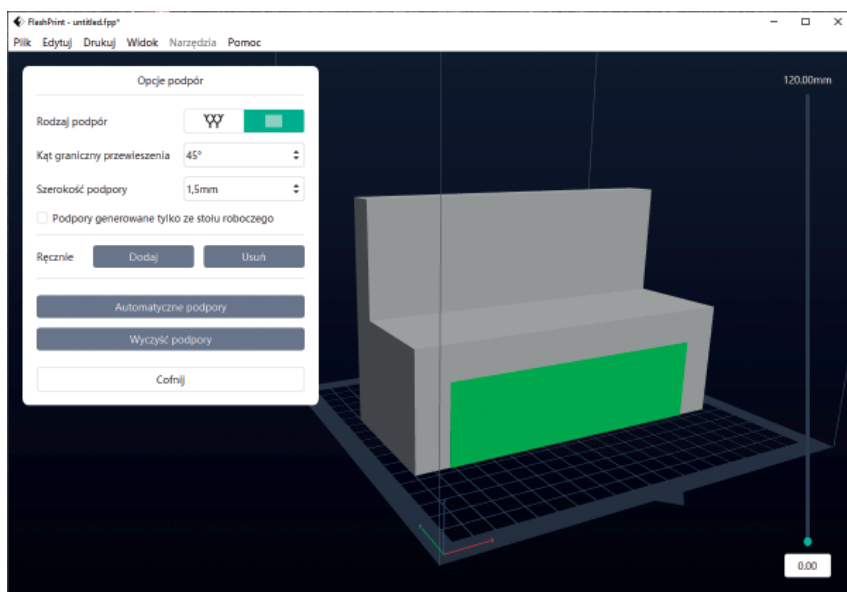 FlashPrint - untitled.fpp*
Plik Edytuj Drukuj Widok Narzędzia Pomoc
Opcje podpór
120.00mm
Rodzaj podpór
Kąt graniczny przewieszenia 45°
Szerokość podpory 1,5mm
Podpory generowane tylko ze stołu roboczego
Ręcznie Dodaj Usuń
Automatyczne podpory
Wyczyść podpory
Cofnij
0.00